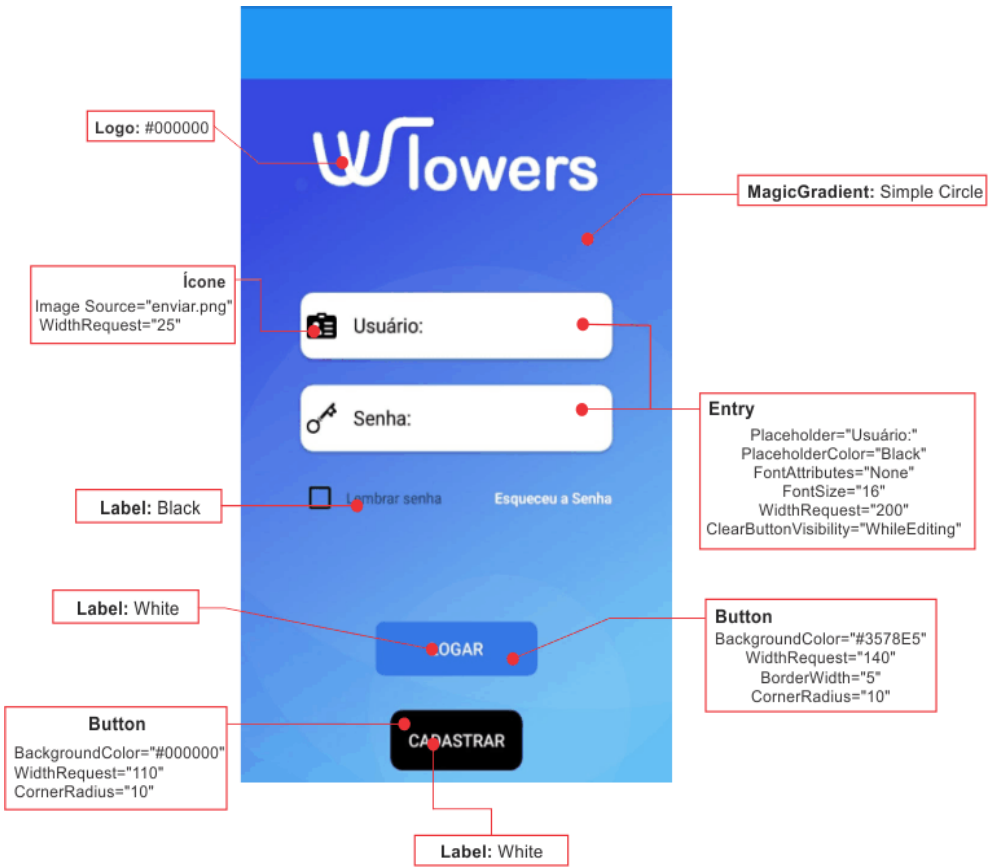 Logo: #000000
Wflowers
MagicGradient: Simple Circle
Ícone
Image Source="enviar.png"
WidthRequest="25"
Usuário:
Senha:
Entry
Placeholder="Usuário:"
PlaceholderColor="Black"
FontAttributes="None"
FontSize="16"
WidthRequest="200"
ClearButtonVisibility="WhileEditing"
Lembrar senha
Esqueceu a Senha
Label: Black
Label: White
LOGAR
Button
BackgroundColor="#3578E5"
WidthRequest="140"
BorderWidth="5"
CornerRadius="10"
Button
BackgroundColor="#000000"
WidthRequest="110"
CornerRadius="10"
CADASTRAR
Label: White